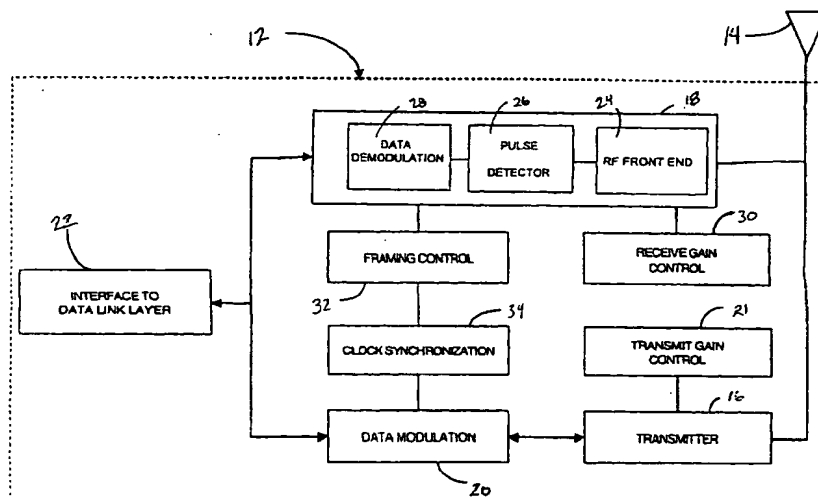 12
14
28
26
24
18
DATA
DEMODULATION
PULSE
DETECTOR
RF FRONT END
22
30
FRAMING CONTROL
RECEIVE GAIN
CONTROL
INTERFACE TO
DATA LINK LAYER
32
34
21
CLOCK SYNCHRONIZATION
TRANSMIT GAIN
CONTROL
16
DATA MODULATION
TRANSMITTER
20